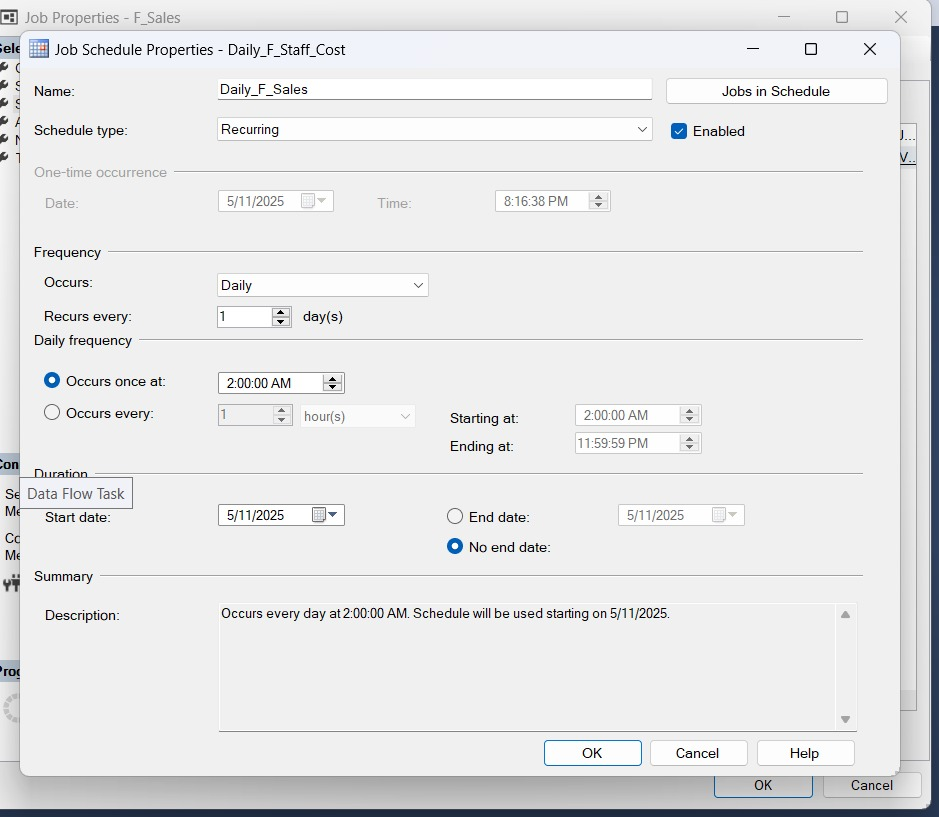 Job Properties - F_Sales
Job Schedule Properties - Daily_F_Staff_Cost
Name:
Daily_F_Sales
Jobs in Schedule
Schedule type:
Recurring
Enabled
One-time occurrence
Date:
5/11/2025
Time:
8:16:38 PM
Frequency
Occurs:
Daily
Recurs every:
1
day(s)
Daily frequency
Occurs once at:
2:00:00 AM
Occurs every:
1
hour(s)
Starting at:
2:00:00 AM
Ending at:
11:59:59 PM
Duration
Data Flow Task
Start date:
5/11/2025
End date:
5/11/2025
No end date:
Summary
Description:
Occurs every day at 2:00:00 AM. Schedule will be used starting on 5/11/2025.
OK
Cancel
Help
OK
Cancel